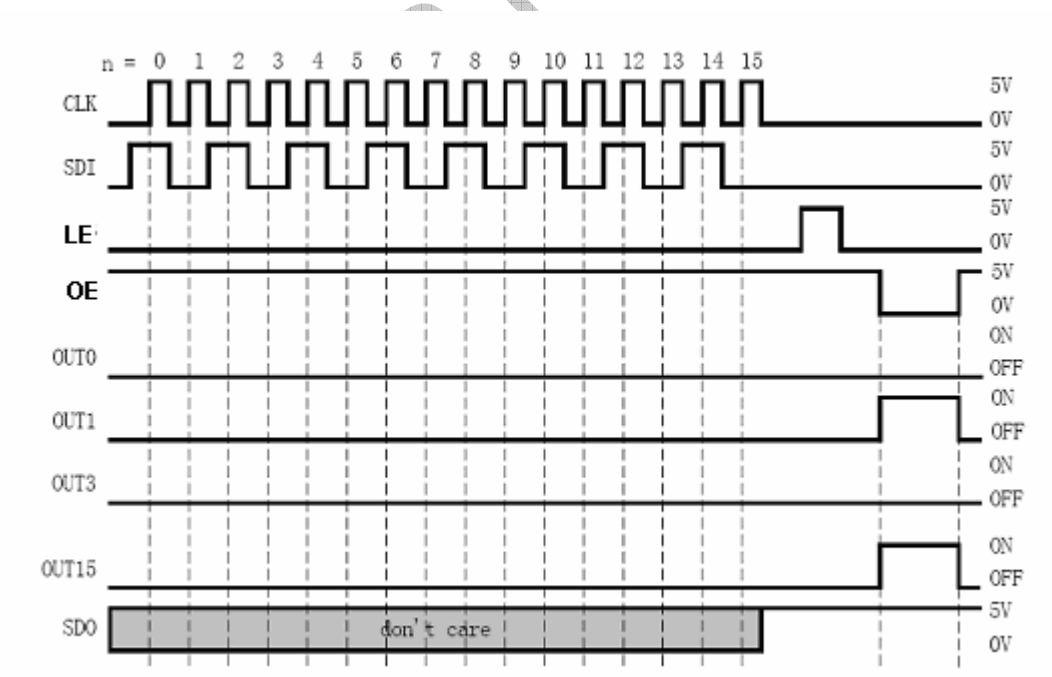 n = 0 1 2 3 4 5 6 7 8 9 10 11 12 13 14 15
CLK 5V
0V
SDI 5V
0V
LE 5V
0V
OE 5V
0V
OUT0 ON
OFF
OUT1 ON
OFF
OUT3 ON
OFF
OUT15 ON
OFF
SDO don't care 5V
0V